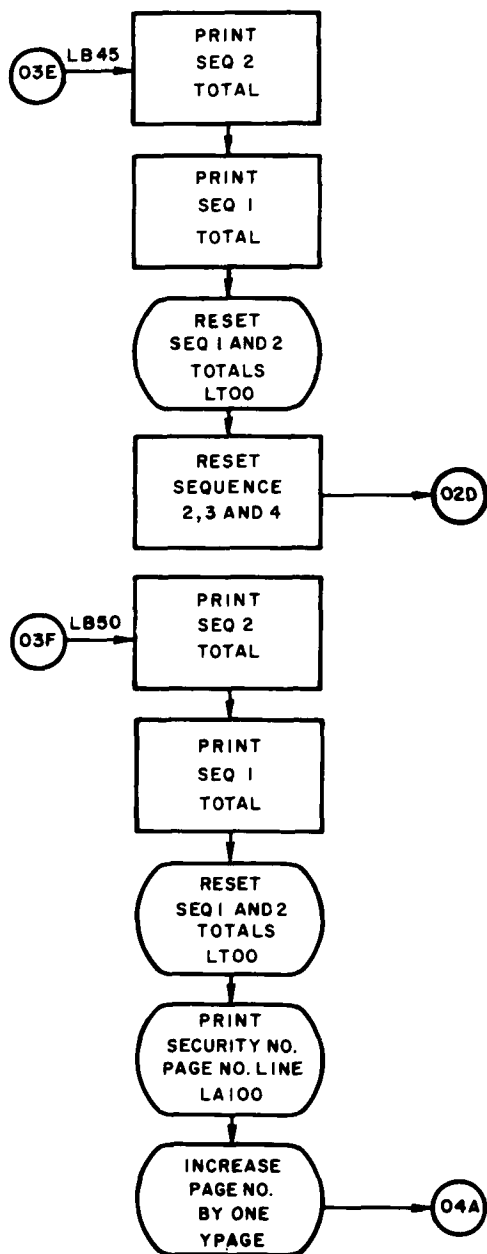 03E
LB45
PRINT
SEQ 2
TOTAL
PRINT
SEQ 1
TOTAL
RESET
SEQ 1 AND 2
TOTALS
LT00
RESET
SEQUENCE
2,3 AND 4
02D
03F
LB50
PRINT
SEQ 2
TOTAL
PRINT
SEQ 1
TOTAL
RESET
SEQ 1 AND 2
TOTALS
LT00
PRINT
SECURITY NO.
PAGE NO. LINE
LA100
INCREASE
PAGE NO.
BY ONE
YPAGE
04A